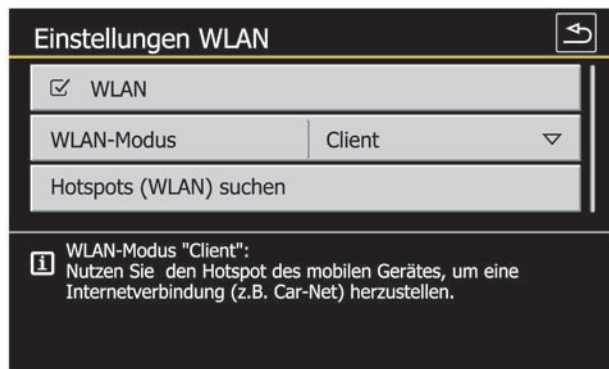 Einstellungen WLAN
WLAN
WLAN-Modus Client
Hotspots (WLAN) suchen
WLAN-Modus "Client":
Nutzen Sie den Hotspot des mobilen Gerätes, um eine
Internetverbindung (z.B. Car-Net) herzustellen.